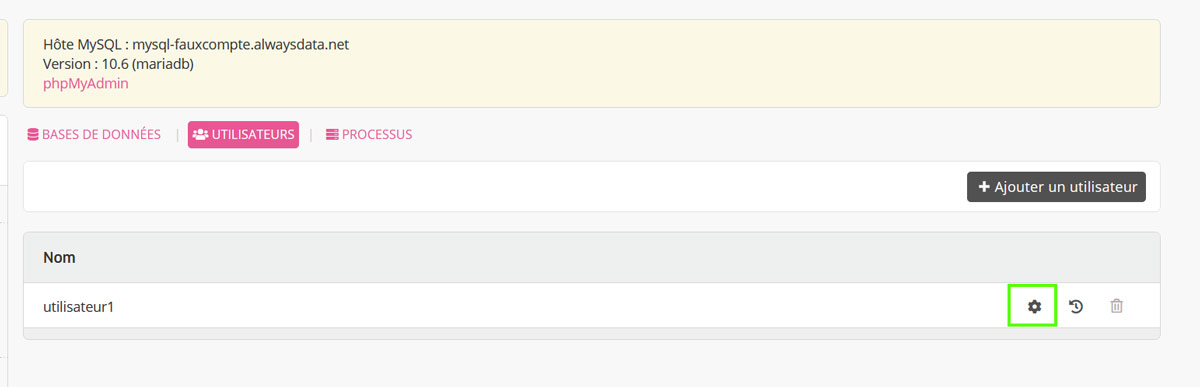 Hôte MySQL : mysql-fauxcompte.alwaysdata.net
Version : 10.6 (mariadb)
phpMyAdmin
BASES DE DONNÉES | UTILISATEURS | PROCESSUS
+ Ajouter un utilisateur
Nom
utilisateur1